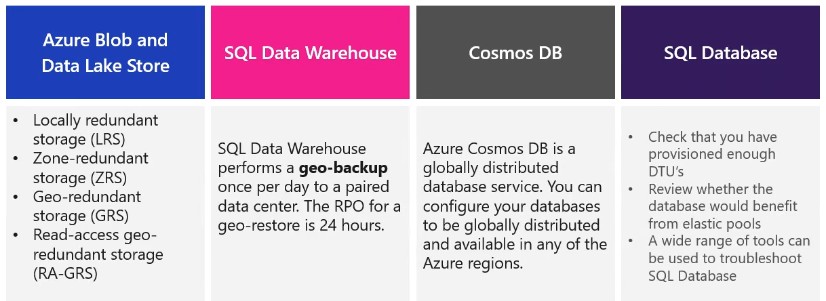 Azure Blob and
Data Lake Store
SQL Data Warehouse
Cosmos DB
SQL Database
• Locally redundant
storage (LRS)
• Zone-redundant
storage (ZRS)
• Geo-redundant
storage (GRS)
• Read-access geo-
redundant storage
(RA-GRS)
SQL Data Warehouse
performs a geo-backup
once per day to a paired
data center. The RPO for a
geo-restore is 24 hours.
Azure Cosmos DB is a
globally distributed
database service. You can
configure your databases
to be globally distributed
and available in any of the
Azure regions.
• Check that you have
provisioned enough
DTU's
• Review whether the
database would benefit
from elastic pools
• A wide range of tools can
be used to troubleshoot
SQL Database